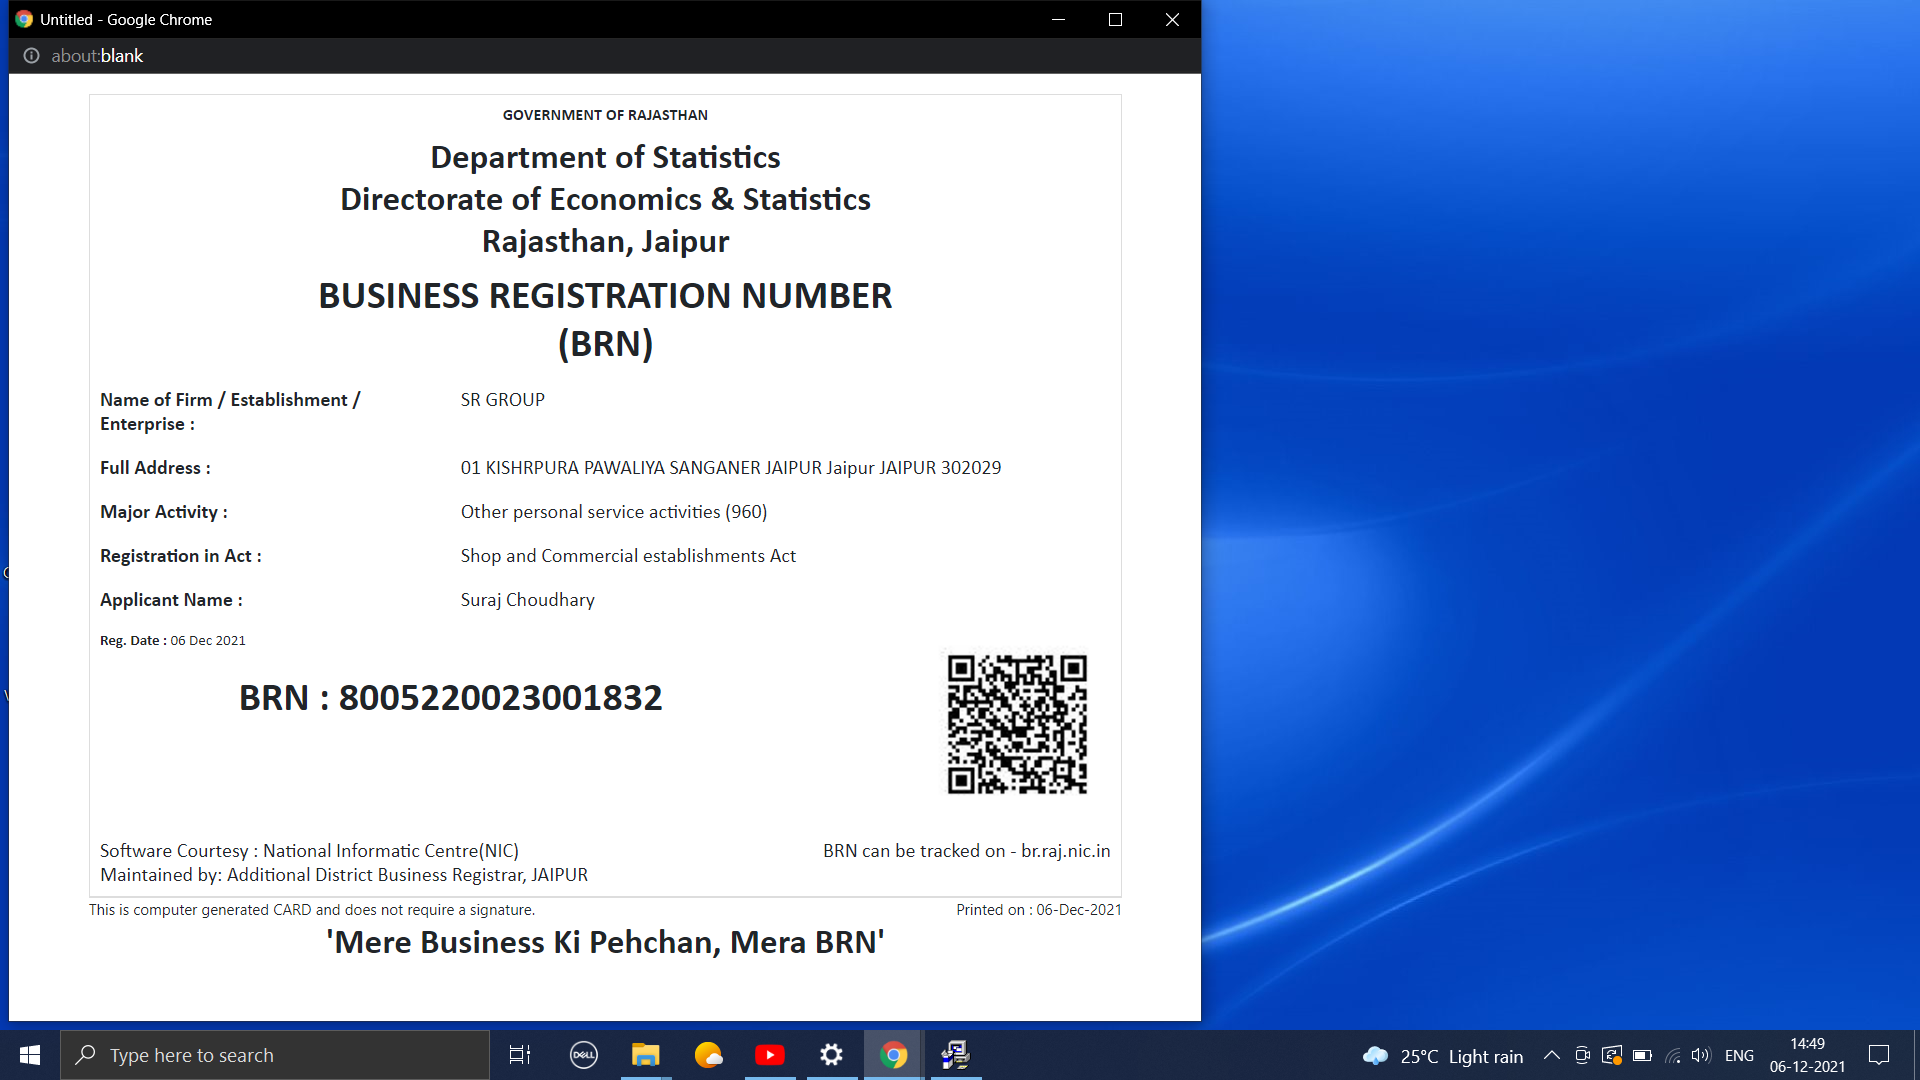 Untitled - Google Chrome
about:blank
GOVERNMENT OF RAJASTHAN
Department of Statistics
Directorate of Economics & Statistics
Rajasthan, Jaipur
BUSINESS REGISTRATION NUMBER
(BRN)
Name of Firm / Establishment / SR GROUP
Enterprise :
Full Address : 01 KISHRPURA PAWALIYA SANGANER JAIPUR Jaipur JAIPUR 302029
Major Activity : Other personal service activities (960)
Registration in Act : Shop and Commercial establishments Act
Applicant Name : Suraj Choudhary
Reg. Date : 06 Dec 2021
BRN : 8005220023001832
Software Courtesy : National Informatic Centre(NIC) BRN can be tracked on - br.raj.nic.in
Maintained by: Additional District Business Registrar, JAIPUR
This is computer generated CARD and does not require a signature. Printed on : 06-Dec-2021
'Mere Business Ki Pehchan, Mera BRN'
Type here to search
DELL
25°C Light rain
ENG
14:49
06-12-2021